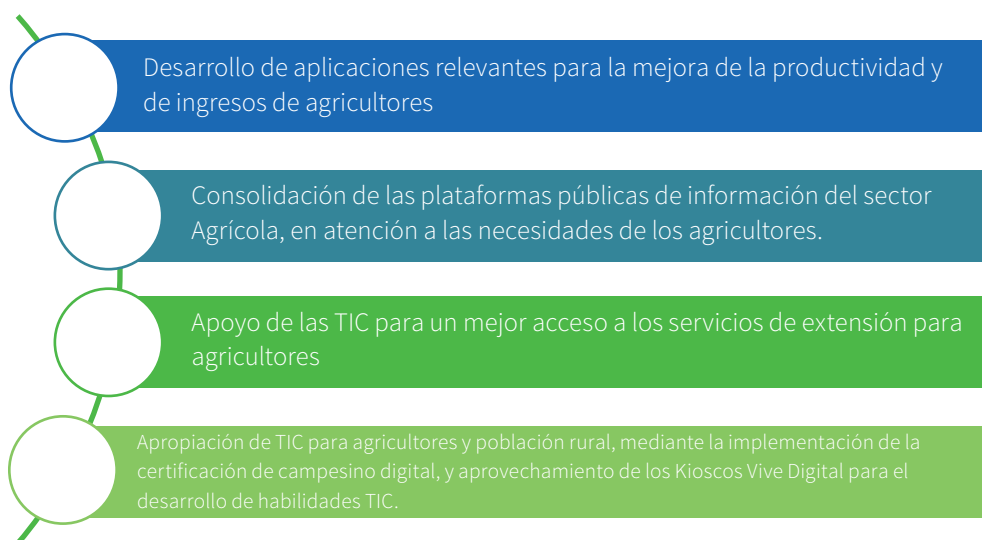 Desarrollo de aplicaciones relevantes para la mejora de la productividad y
de ingresos de agricultores
Consolidación de las plataformas públicas de información del sector
Agrícola, en atención a las necesidades de los agricultores.
Apoyo de las TIC para un mejor acceso a los servicios de extensión para
agricultores
Apropiación de TIC para agricultores y población rural, mediante la implementación de la
certificación de campesino digital, y aprovechamiento de los Kioscos Vive Digital para el
desarrollo de habilidades TIC.